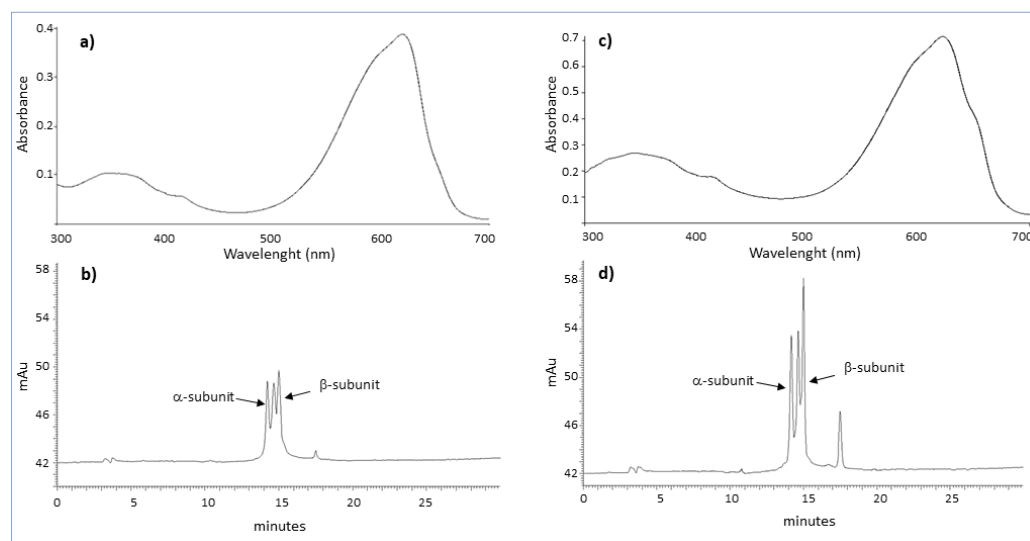 a)
Absorbance
0.4
0.3
0.2
0.1
300
400
500
600
700
Wavelenght (nm)
c)
Absorbance
0.7
0.6
0.5
0.4
0.3
0.2
0.1
300
400
500
600
700
Wavelenght (nm)
b)
mAu
58
54
50
46
42
α-subunit
β-subunit
0
5
10
15
20
25
minutes
d)
mAu
58
54
50
46
42
α-subunit
β-subunit
0
5
10
15
20
25
minutes